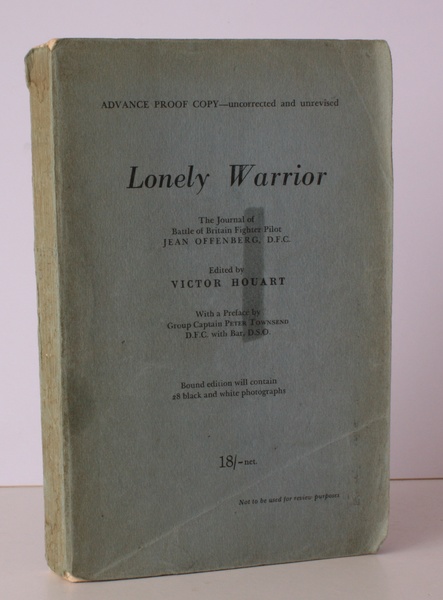 ADVANCE PROOF COPY—uncorrected and unrevised
Lonely Warrior
The Journal of
Battle of Britain Fighter Pilot
JEAN OFFENBERG, D.F.C.
Edited by
VICTOR HOUART
With a Preface by
Group Captain PETER TOWNSEND
D.F.C. with Bar, D.S.O.
Bound edition will contain
28 black and white photographs
18/- net.
Not to be used for review purposes